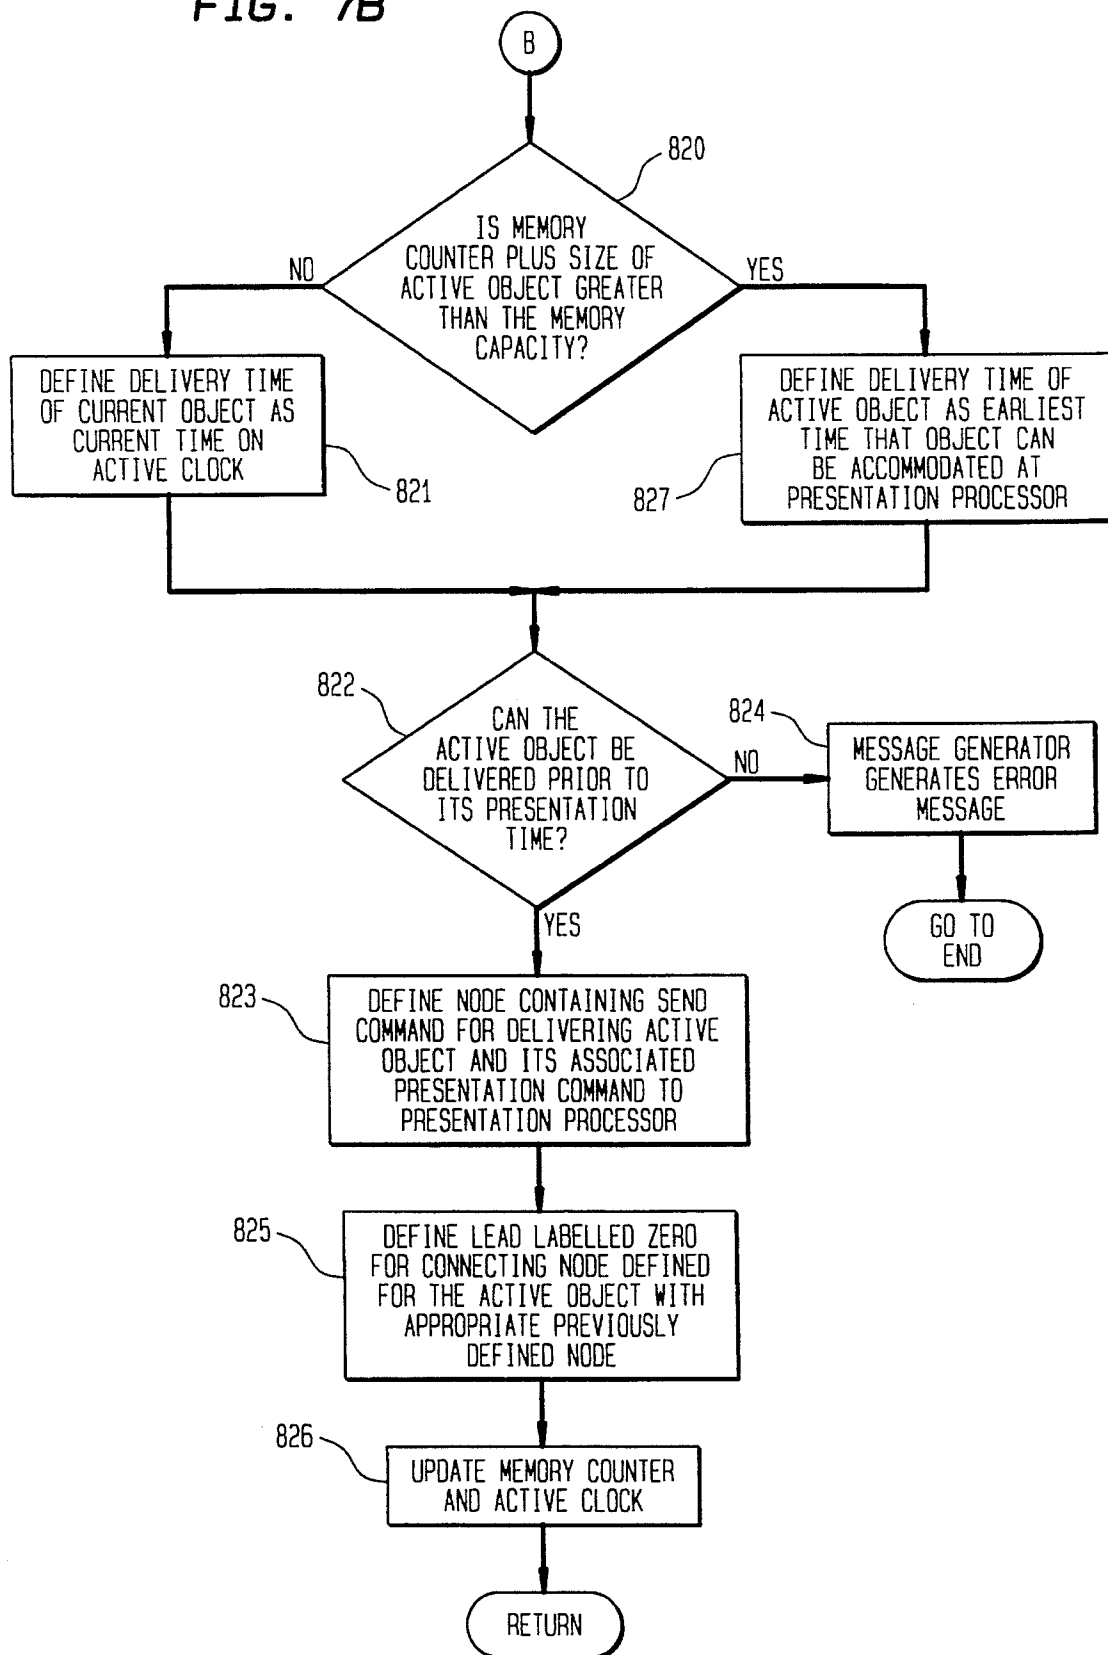 FIG. 7B
B
820
IS MEMORY
COUNTER PLUS SIZE OF
ACTIVE OBJECT GREATER
THAN THE MEMORY
CAPACITY?
NO
YES
DEFINE DELIVERY TIME
OF CURRENT OBJECT AS
CURRENT TIME ON
ACTIVE CLOCK
821
DEFINE DELIVERY TIME OF
ACTIVE OBJECT AS EARLIEST
TIME THAT OBJECT CAN
BE ACCOMMODATED AT
PRESENTATION PROCESSOR
827
822
CAN THE
ACTIVE OBJECT BE
DELIVERED PRIOR TO
ITS PRESENTATION
TIME?
NO
824
MESSAGE GENERATOR
GENERATES ERROR
MESSAGE
GO TO
END
YES
823
DEFINE NODE CONTAINING SEND
COMMAND FOR DELIVERING ACTIVE
OBJECT AND ITS ASSOCIATED
PRESENTATION COMMAND TO
PRESENTATION PROCESSOR
825
DEFINE LEAD LABELLED ZERO
FOR CONNECTING NODE DEFINED
FOR THE ACTIVE OBJECT WITH
APPROPRIATE PREVIOUSLY
DEFINED NODE
826
UPDATE MEMORY COUNTER
AND ACTIVE CLOCK
RETURN